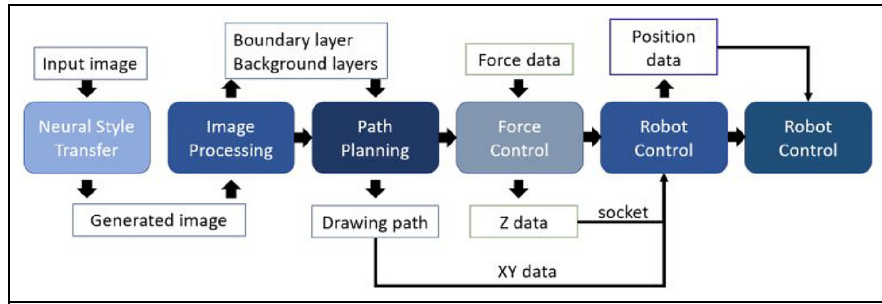 Input image
Boundary layer
Background layers
Force data
Position
data
Neural Style
Transfer
Image
Processing
Path
Planning
Force
Control
Robot
Control
Robot
Control
Generated image
Drawing path
Z data
socket
XY data